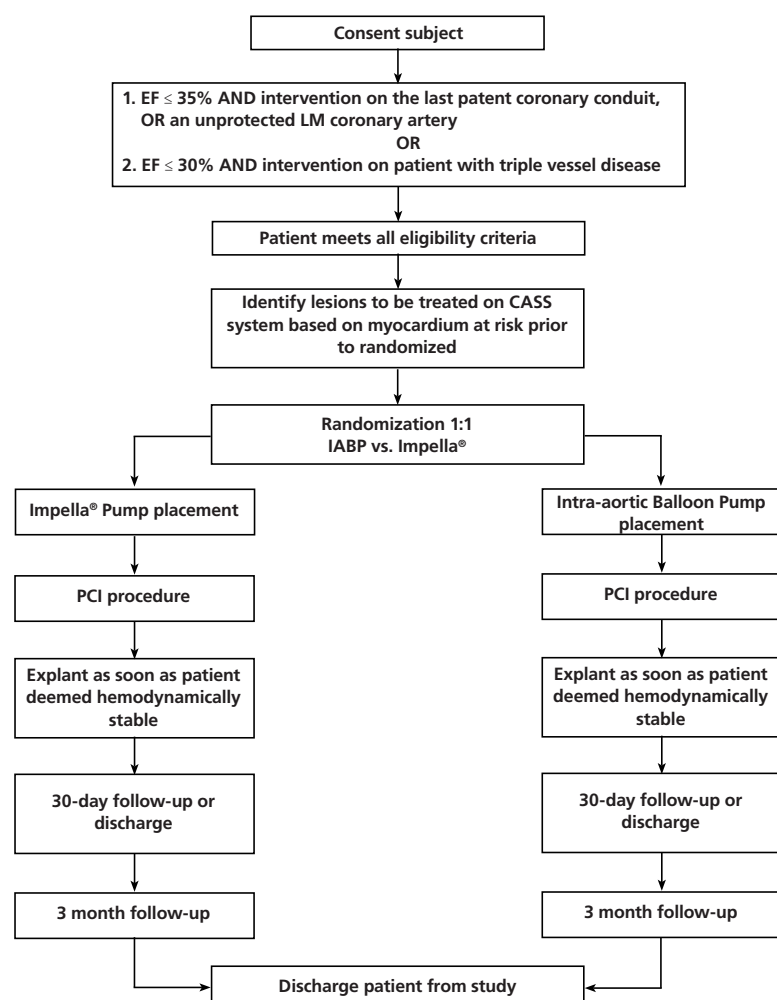 Consent subject
1. EF ≤ 35% AND intervention on the last patent coronary conduit,
OR an unprotected LM coronary artery
OR
2. EF ≤ 30% AND intervention on patient with triple vessel disease
Patient meets all eligibility criteria
Identify lesions to be treated on CASS
system based on myocardium at risk prior
to randomized
Randomization 1:1
IABP vs. Impella®
Impella® Pump placement
PCI procedure
Explant as soon as patient
deemed hemodynamically
stable
30-day follow-up or
discharge
3 month follow-up
Intra-aortic Balloon Pump
placement
PCI procedure
Explant as soon as patient
deemed hemodynamically
stable
30-day follow-up or
discharge
3 month follow-up
Discharge patient from study